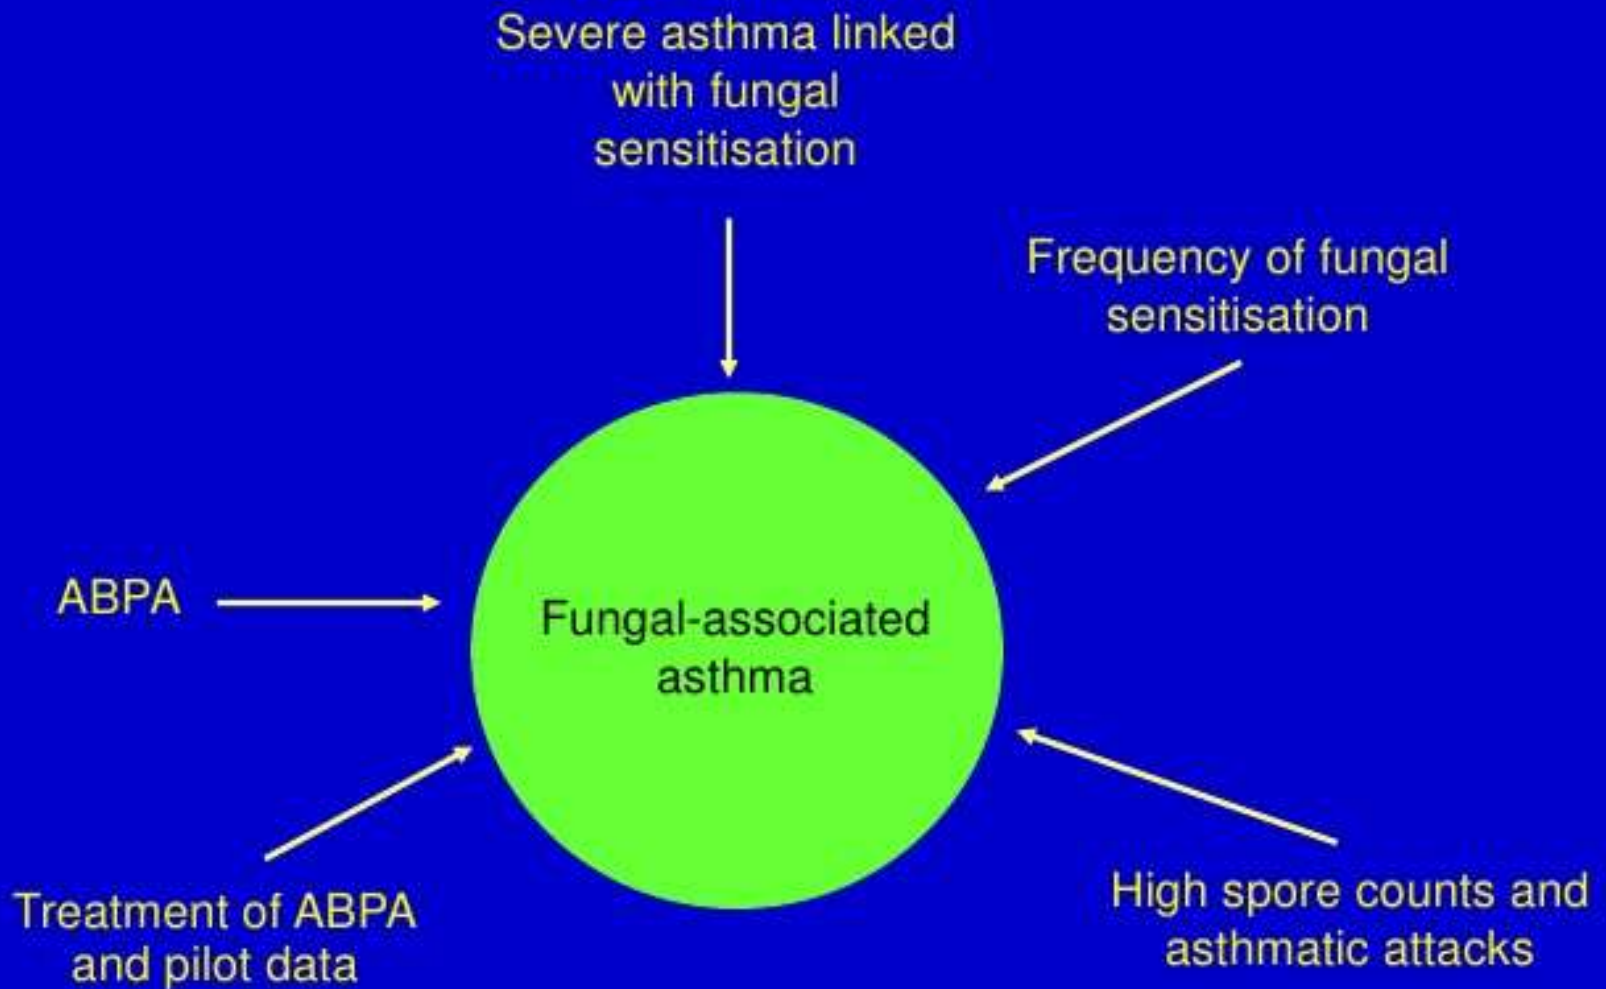 Severe asthma linked
with fungal
sensitisation
Frequency of fungal
sensitisation
ABPA
Fungal-associated
asthma
Treatment of ABPA
and pilot data
High spore counts and
asthmatic attacks